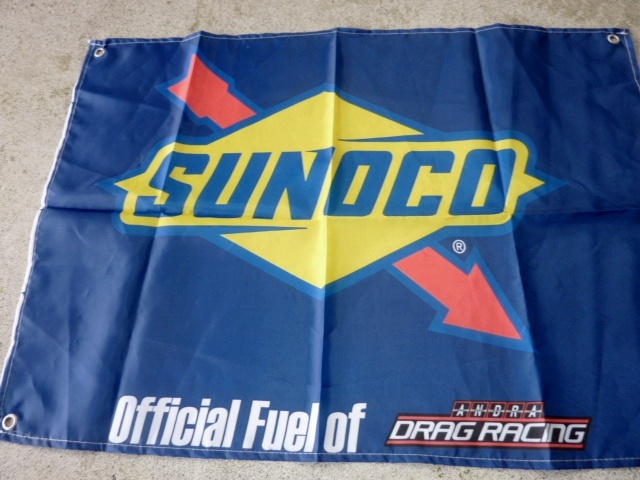 SUNOCO
®
Official Fuel of
ANDRA
DRAG RACING